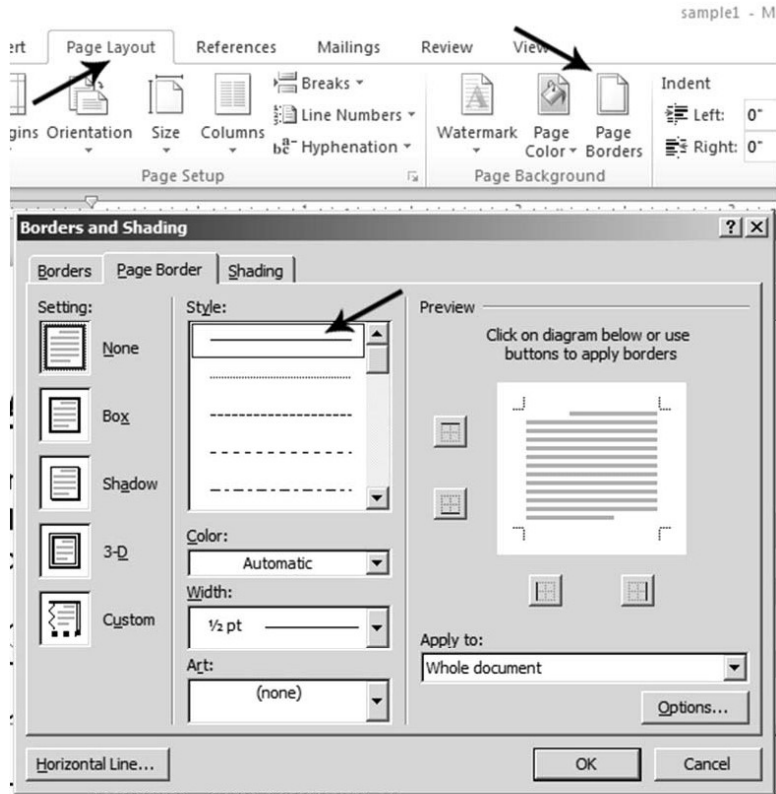 sample1 - M
ert Page Layout References Mailings Review View
Breaks
Line Numbers
Hyphenation
gins Orientation Size Columns
Page Setup
Watermark Page Color Page Borders
Page Background
Indent
Left: 0"
Right: 0"
Borders and Shading
Borders Page Border Shading
Setting:
None
Box
Shadow
3-D
Custom
Style:
Color:
Automatic
Width:
½ pt
Art:
(none)
Preview
Click on diagram below or use
buttons to apply borders
Apply to:
Whole document
Options...
Horizontal Line...
OK Cancel